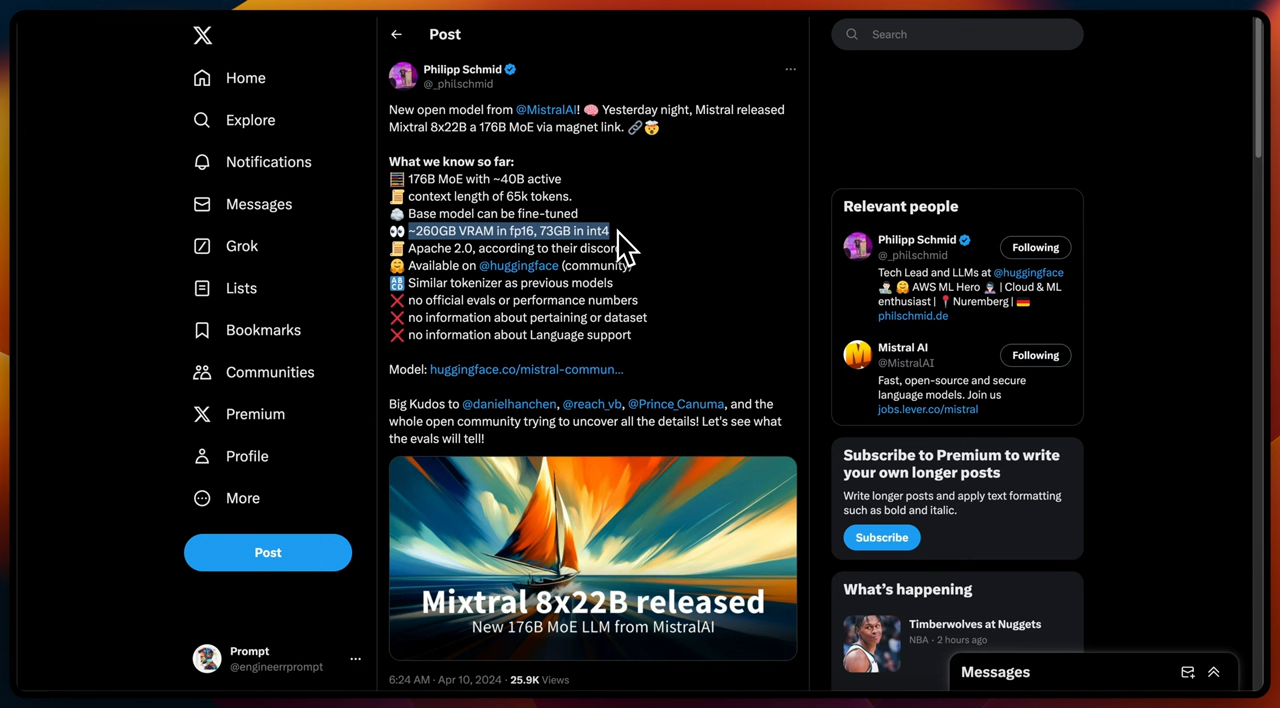 Home
Explore
Notifications
Messages
Grok
Lists
Bookmarks
Communities
Premium
Profile
More
Post
Prompt
@engineerrprompt
Post
Philipp Schmid
@_philschmid
New open model from @MistralAI! 🧠 Yesterday night, Mistral released
Mixtral 8x22B a 176B MoE via magnet link. 🔗🤯
What we know so far:
🧮 176B MoE with ~40B active
📜 context length of 65k tokens.
🪨 Base model can be fine-tuned
👀 ~260GB VRAM in fp16, 73GB in int4
📜 Apache 2.0, according to their discord
🤗 Available on @huggingface (community)
🔠 Similar tokenizer as previous models
❌ no official evals or performance numbers
❌ no information about pertaining or dataset
❌ no information about Language support
Model: huggingface.co/mistral-commun…
Big Kudos to @danielhanchen, @reach_vb, @Prince_Canuma, and the
whole open community trying to uncover all the details! Let's see what
the evals will tell!
Mixtral 8x22B released
New 176B MoE LLM from MistralAI
6:24 AM · Apr 10, 2024 · 25.9K Views
Search
Relevant people
Philipp Schmid
@_philschmid
Following
Tech Lead and LLMs at @huggingface
👨🏻‍💻 🤗 AWS ML Hero 🦸🏻 | Cloud & ML
enthusiast | 📍 Nuremberg | 🇩🇪
philschmid.de
Mistral AI
@MistralAI
Following
Fast, open-source and secure
language models. Join us
jobs.lever.co/mistral
Subscribe to Premium to write
your own longer posts
Write longer posts and apply text formatting
such as bold and italic.
Subscribe
What's happening
Timberwolves at Nuggets
NBA · 2 hours ago
Messages